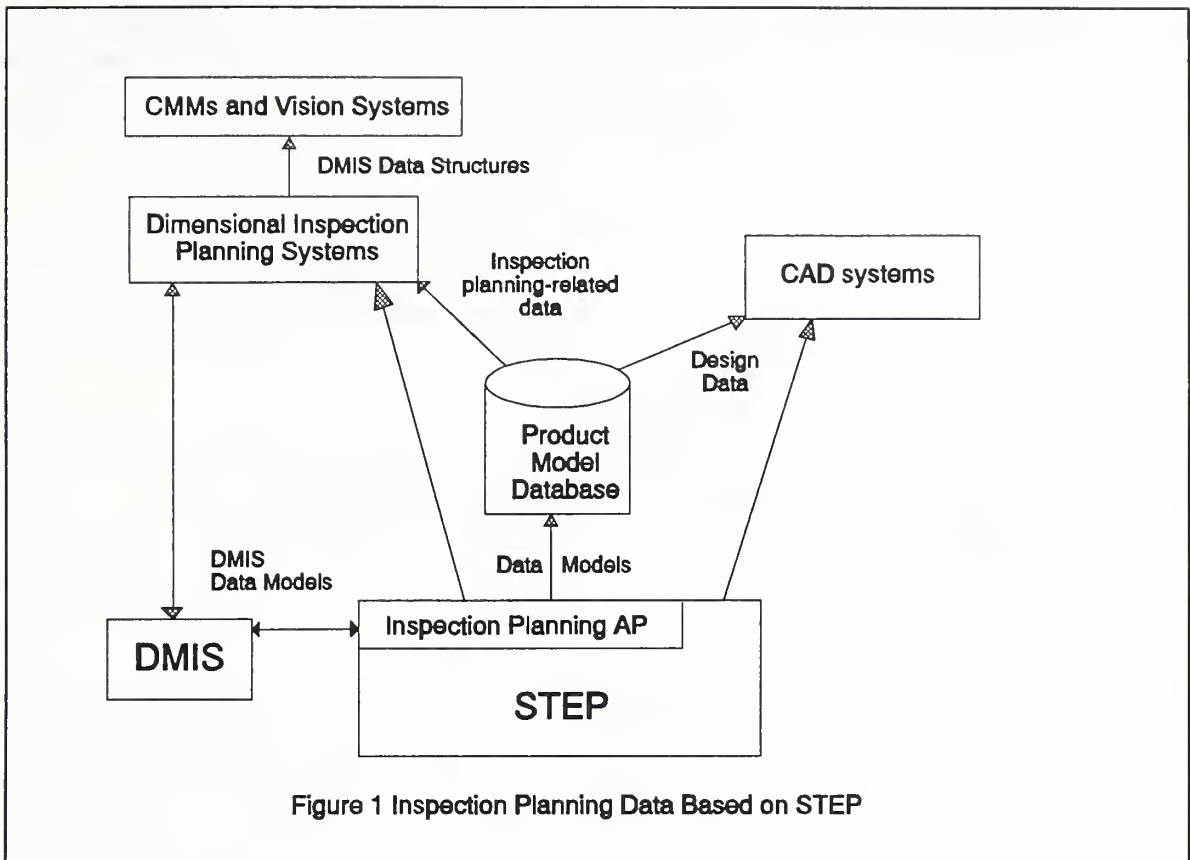 CMMs and Vision Systems
DMIS Data Structures
Dimensional Inspection
Planning Systems
Inspection
planning-related
data
CAD systems
Design
Data
Product
Model
Database
DMIS
Data Models
Data Models
Inspection Planning AP
DMIS
STEP
Figure 1 Inspection Planning Data Based on STEP